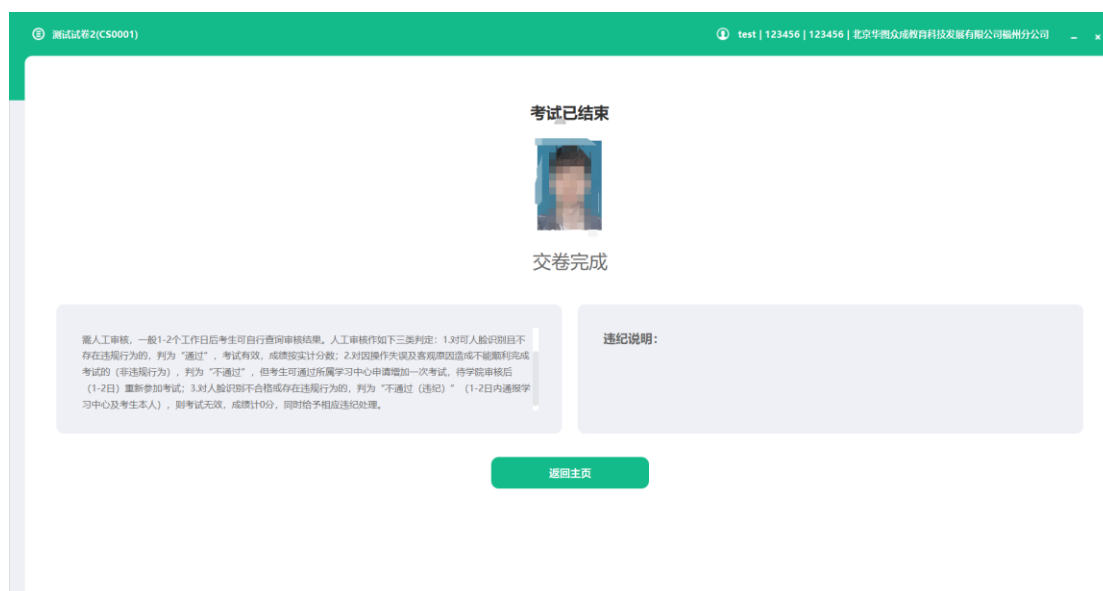 测试试卷2(CS0001)
test | 123456 | 123456 | 北京华图众成教育科技发展有限公司福州分公司
考试已结束
交卷完成
需人工审核，一般1-2个工作日后考生可自行查询审核结果。人工审核作如下三类判定：1.对可人脸识别且不
存在违规行为的，判为“通过”，考试有效，成绩按实计分数；2.对因操作失误及客观原因造成不能顺利完成
考试的（非违规行为），判为“不通过”，但考生可通过所属学习中心申请增加一次考试，待学院审核后
（1-2日）重新参加考试；3.对人脸识别不合格或存在违规行为的，判为“不通过（违纪）”（1-2日内通报学
习中心及考生本人），则考试无效，成绩计0分，同时给予相应违纪处理。
违纪说明：
返回主页